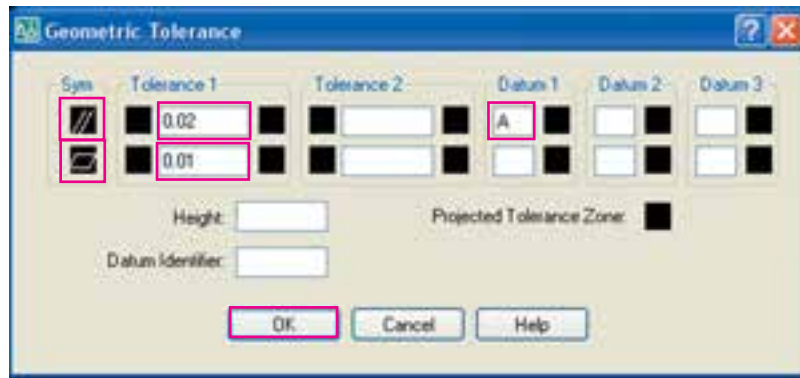 Geometric Tolerance
Sym Tolerance 1 Tolerance 2 Datum 1 Datum 2 Datum 3
0.02 A
0.01
Height: Projected Tolerance Zone:
Datum Identifier:
OK Cancel Help